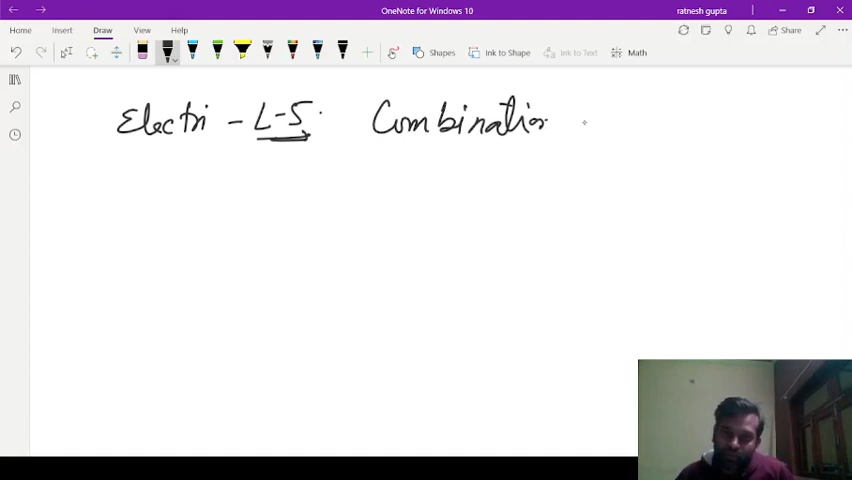 OneNote for Windows 10
ratnesh gupta
Home Insert Draw View Help
Share
Shapes Ink to Shape Ink to Text Math
Electri - L-5. Combination